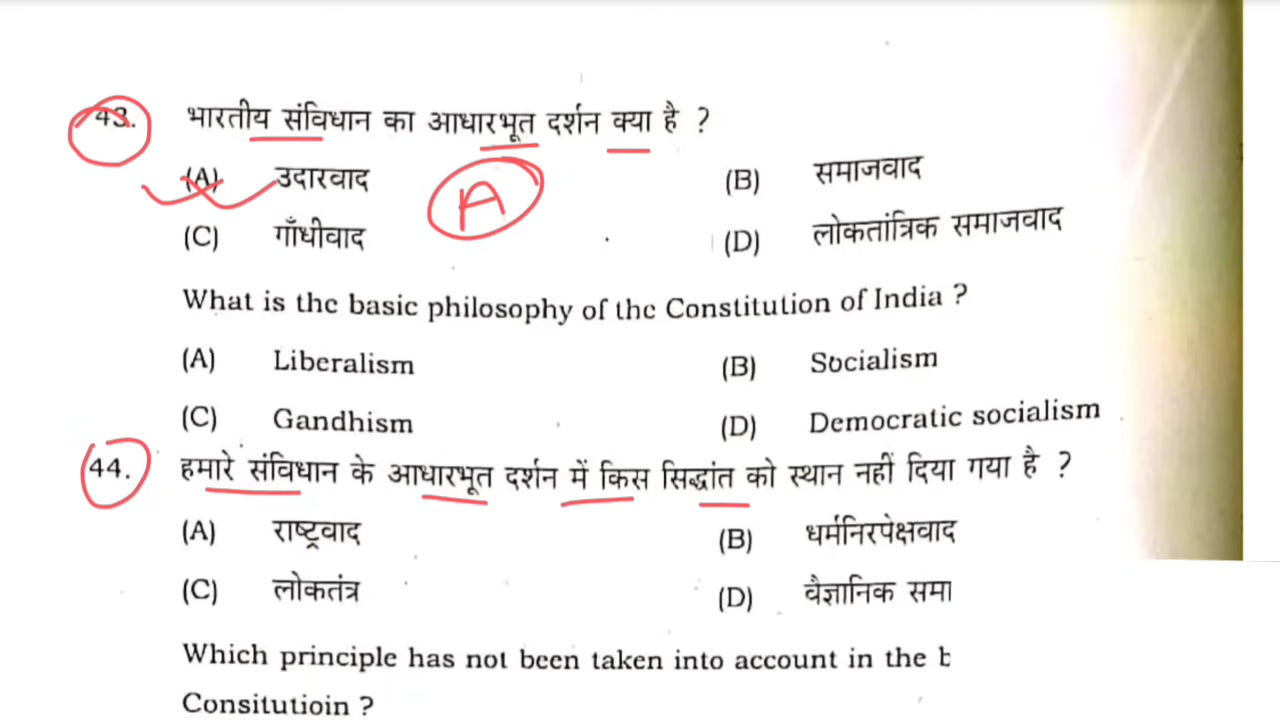 43. भारतीय संविधान का आधारभूत दर्शन क्या है ?
(A) उदारवाद A (B) समाजवाद
(C) गाँधीवाद (D) लोकतांत्रिक समाजवाद
What is the basic philosophy of the Constitution of India ?
(A) Liberalism (B) Socialism
(C) Gandhism (D) Democratic socialism
44. हमारे संविधान के आधारभूत दर्शन में किस सिद्धांत को स्थान नहीं दिया गया है ?
(A) राष्ट्रवाद (B) धर्मनिरपेक्षवाद
(C) लोकतंत्र (D) वैज्ञानिक समा
Which principle has not been taken into account in the b
Consitutioin ?